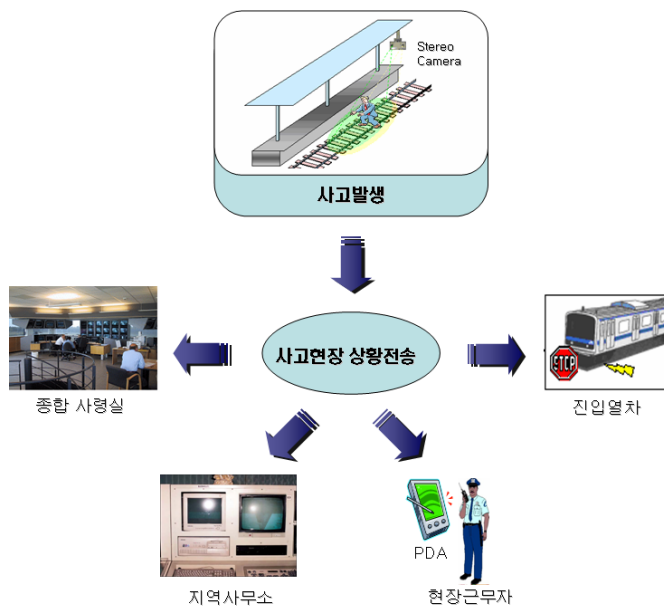 Stereo
Camera
사고발생
사고현장 상황전송
종합 사령실
STOP
진입열차
PDA
지역사무소
현장근무자